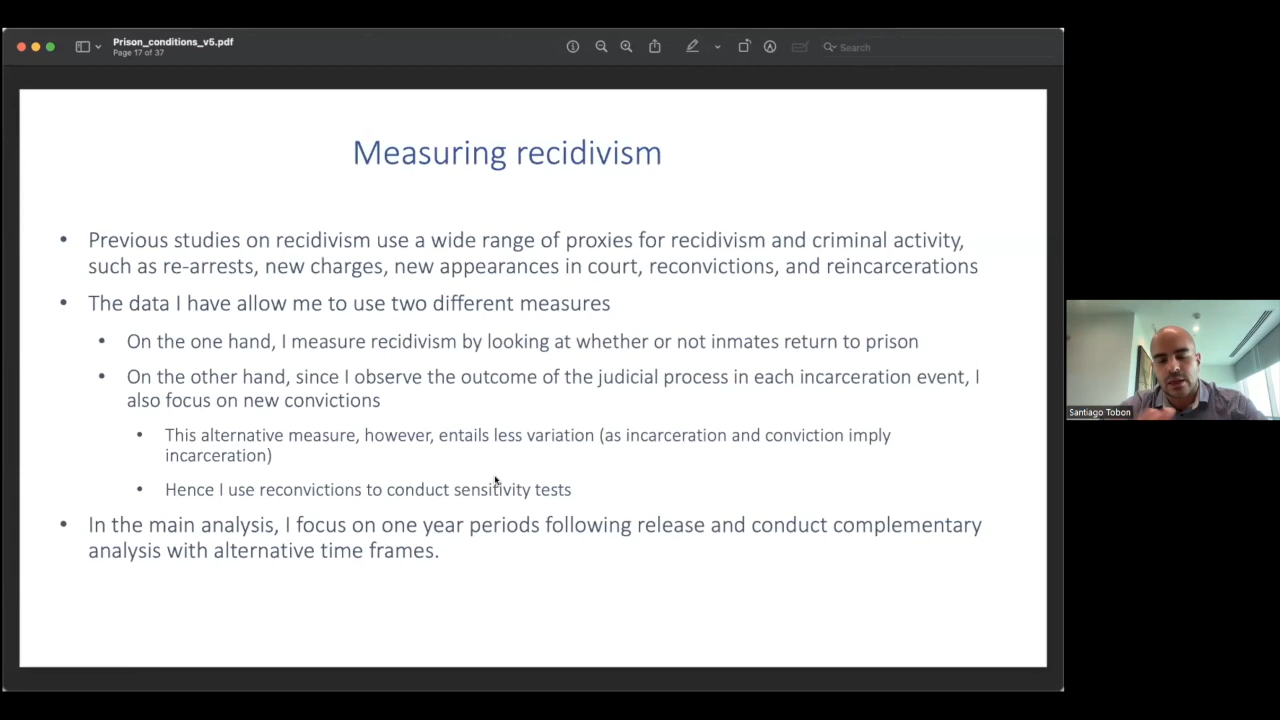 Prison_conditions_v5.pdf
Page 17 of 37
Search
Measuring recidivism
• Previous studies on recidivism use a wide range of proxies for recidivism and criminal activity,
such as re-arrests, new charges, new appearances in court, reconvictions, and reincarcerations
• The data I have allow me to use two different measures
• On the one hand, I measure recidivism by looking at whether or not inmates return to prison
• On the other hand, since I observe the outcome of the judicial process in each incarceration event, I
also focus on new convictions
• This alternative measure, however, entails less variation (as incarceration and conviction imply
incarceration)
• Hence I use reconvictions to conduct sensitivity tests
• In the main analysis, I focus on one year periods following release and conduct complementary
analysis with alternative time frames.
Santiago Tobon